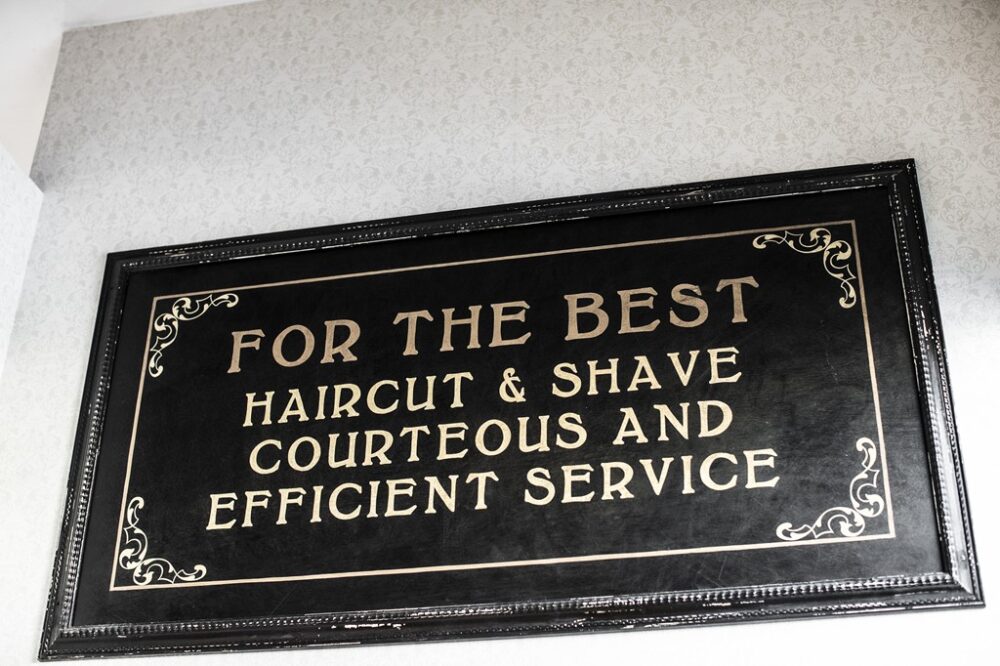 FOR THE BEST
HAIRCUT & SHAVE
COURTEOUS AND
EFFICIENT SERVICE